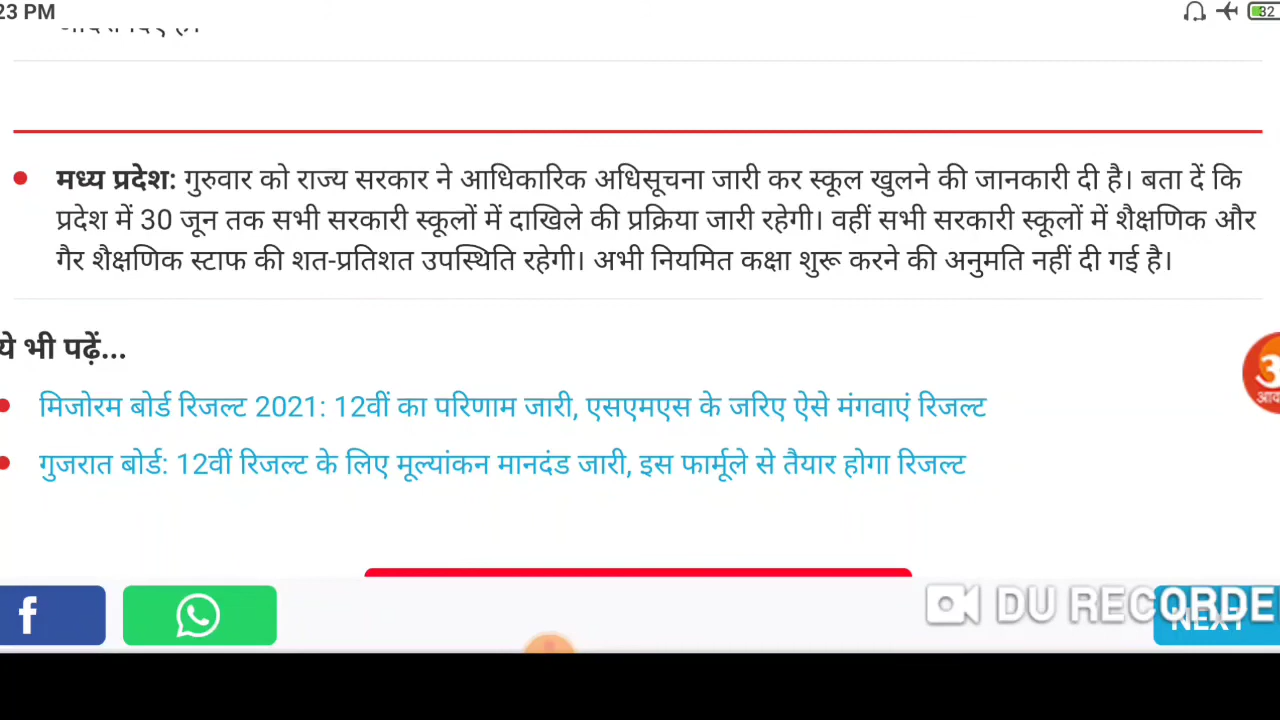 23 PM
32
मध्य प्रदेश: गुरुवार को राज्य सरकार ने आधिकारिक अधिसूचना जारी कर स्कूल खुलने की जानकारी दी है। बता दें कि
प्रदेश में 30 जून तक सभी सरकारी स्कूलों में दाखिले की प्रक्रिया जारी रहेगी। वहीं सभी सरकारी स्कूलों में शैक्षणिक और
गैर शैक्षणिक स्टाफ की शत-प्रतिशत उपस्थिति रहेगी। अभी नियमित कक्षा शुरू करने की अनुमति नहीं दी गई है।
ये भी पढ़ें...
मिजोरम बोर्ड रिजल्ट 2021: 12वीं का परिणाम जारी, एसएमएस के जरिए ऐसे मंगवाएं रिजल्ट
गुजरात बोर्ड: 12वीं रिजल्ट के लिए मूल्यांकन मानदंड जारी, इस फार्मूले से तैयार होगा रिजल्ट
DU RECORDE
NEXT